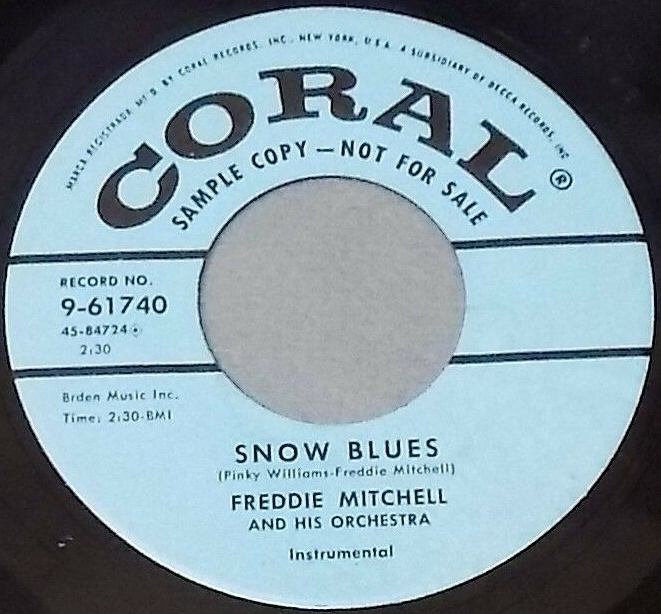 MARCA REGISTRADA MF'D BY CORAL RECORDS, INC., NEW YORK, U.S.A. A SUBSIDIARY OF DECCA RECORDS, INC
CORAL ®
SAMPLE COPY — NOT FOR SALE
RECORD NO.
9-61740
45-84724
2:30
Brden Music Inc.
Time: 2:30-BMI
SNOW BLUES
(Pinky Williams-Freddie Mitchell)
FREDDIE MITCHELL
AND HIS ORCHESTRA
Instrumental